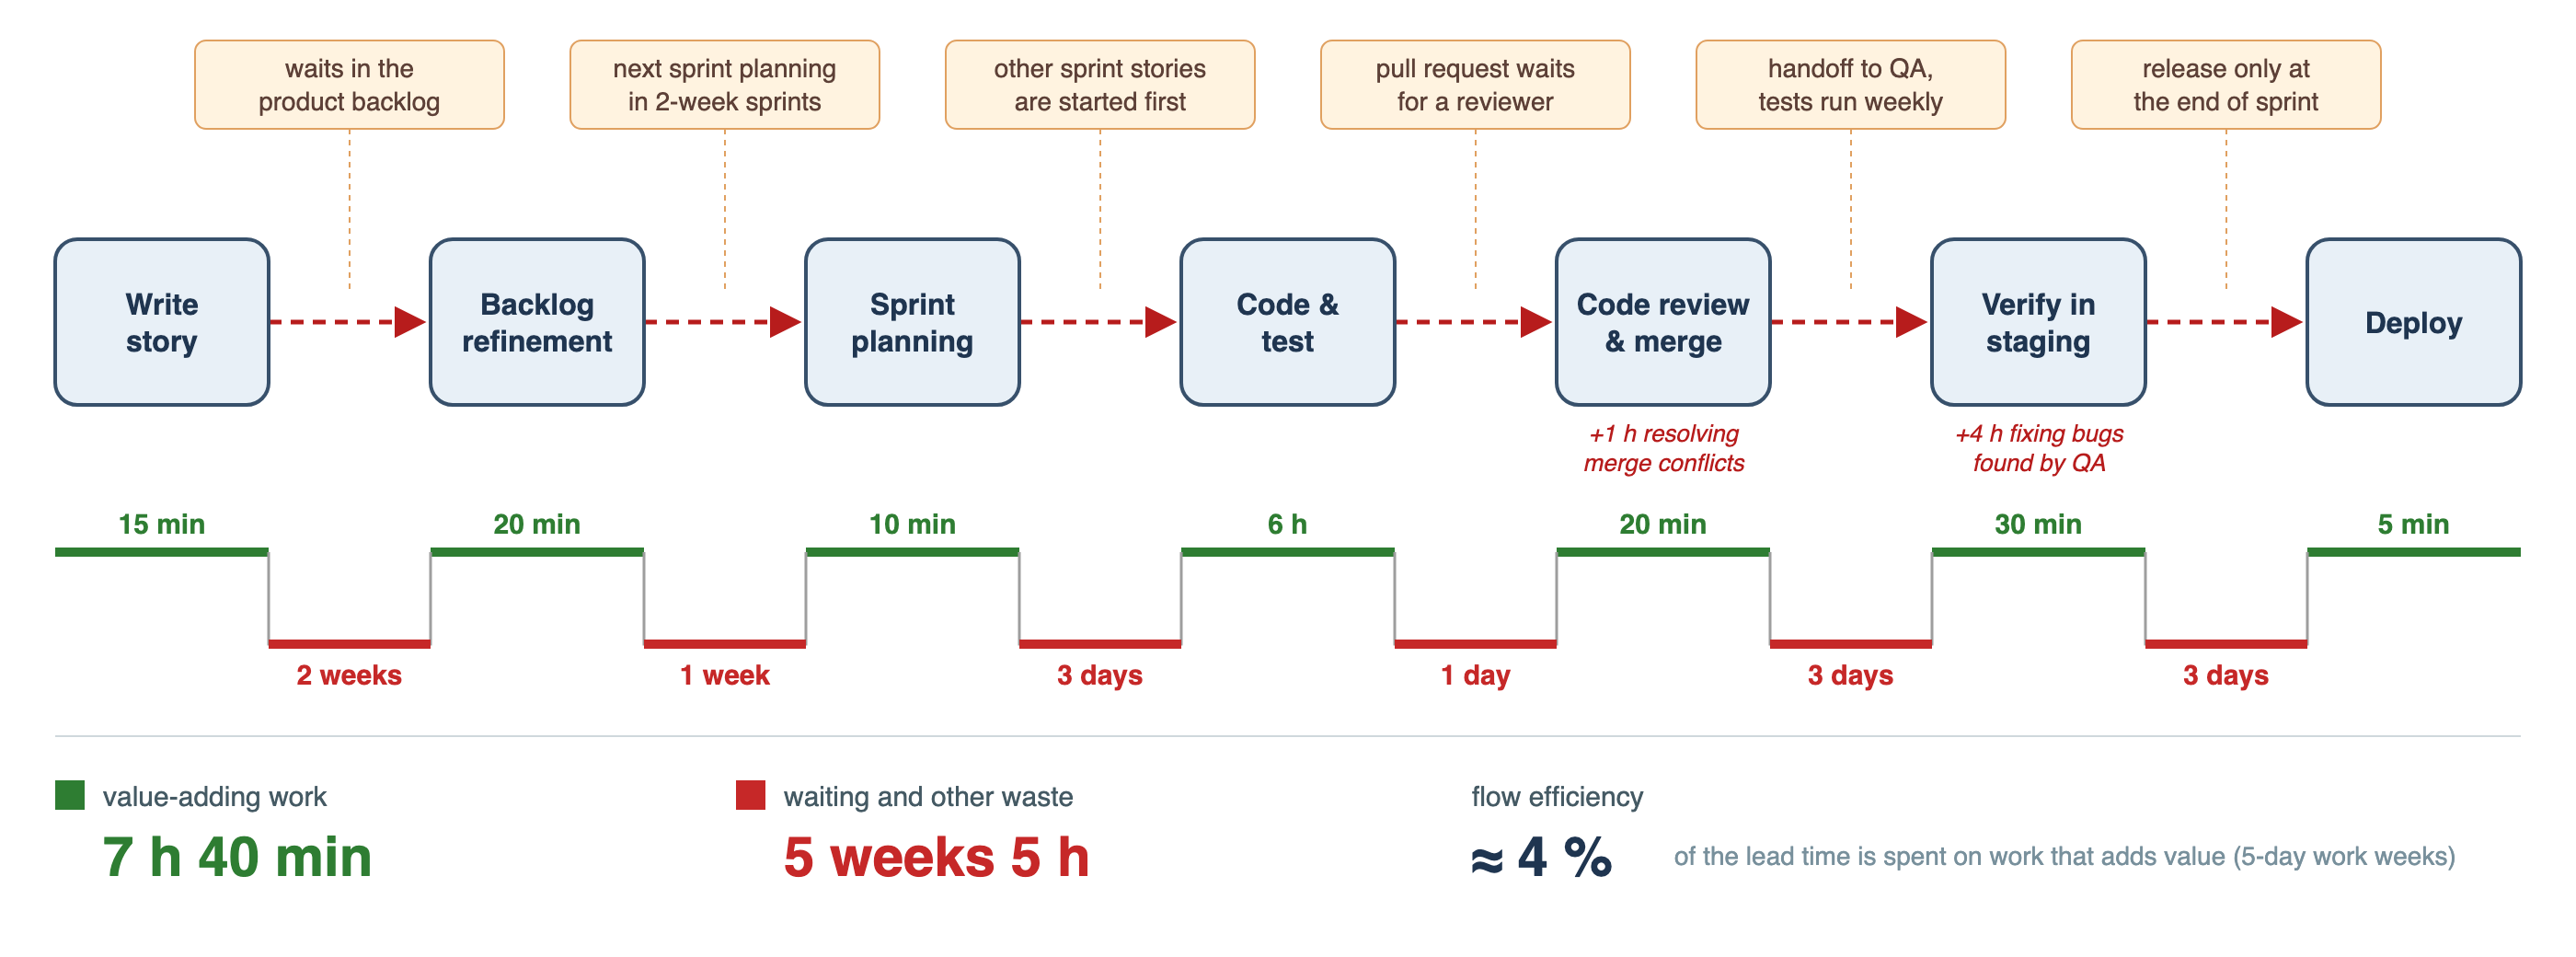 waits in the
product backlog
next sprint planning
in 2-week sprints
other sprint stories
are started first
pull request waits
for a reviewer
handoff to QA,
tests run weekly
release only at
the end of sprint
Write
story
Backlog
refinement
Sprint
planning
Code &
test
Code review
& merge
Verify in
staging
Deploy
+1 h resolving
merge conflicts
+4 h fixing bugs
found by QA
15 min
20 min
10 min
6 h
20 min
30 min
5 min
2 weeks
1 week
3 days
1 day
3 days
3 days
value-adding work
7 h 40 min
waiting and other waste
5 weeks 5 h
flow efficiency
≈ 4 %
of the lead time is spent on work that adds value (5-day work weeks)